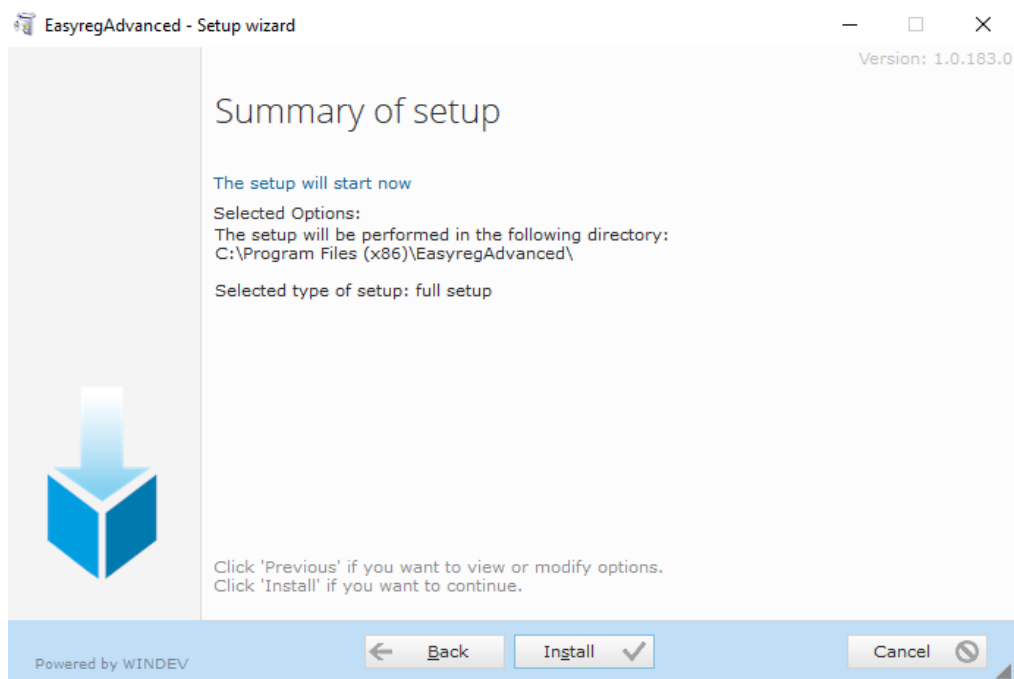 EasyregAdvanced - Setup wizard
Version: 1.0.183.0
Summary of setup
The setup will start now
Selected Options:
The setup will be performed in the following directory:
C:\Program Files (x86)\EasyregAdvanced\
Selected type of setup: full setup
Click 'Previous' if you want to view or modify options.
Click 'Install' if you want to continue.
Powered by WINDEV
Back
Install
Cancel